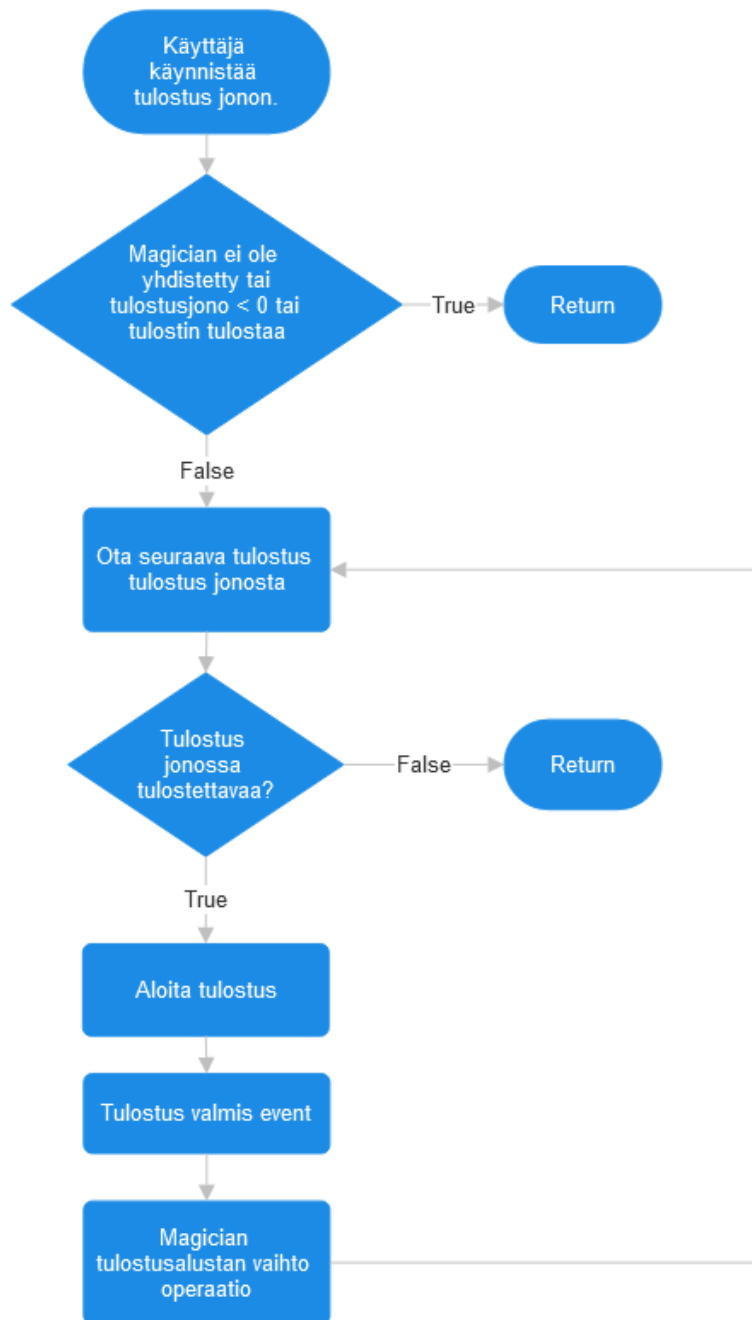 Käyttäjä
käynnistää
tulostus jonon.
Magician ei ole
yhdistetty tai
tulostusjono < 0 tai
tulostin tulostaa
True
Return
False
Ota seuraava tulostus
tulostus jonosta
Tulostus
jonossa
tulostettavaa?
False
Return
True
Aloita tulostus
Tulostus valmis event
Magician
tulostusalustan vaihto
operaatio